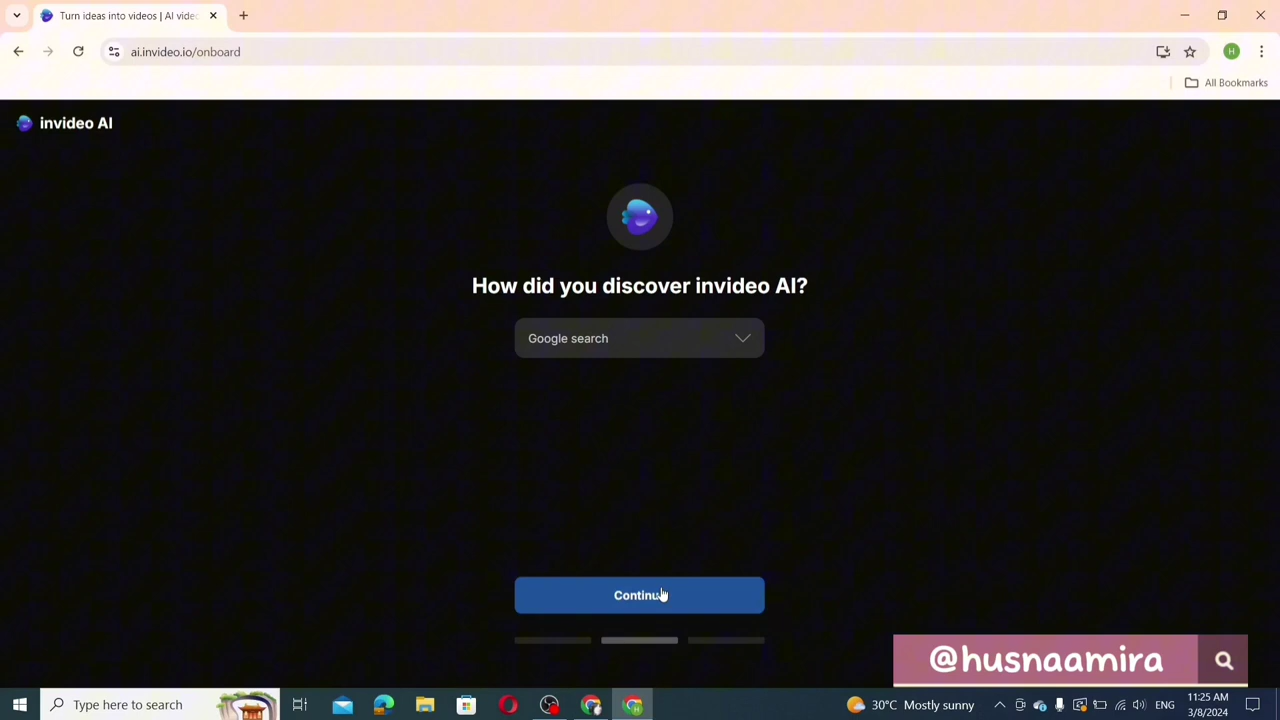 Turn ideas into videos | AI vide
ai.invideo.io/onboard
H
All Bookmarks
invideo AI
How did you discover invideo AI?
Google search
Continue
@husnaamira
Type here to search
30°C Mostly sunny
ENG
11:25 AM
3/8/2024